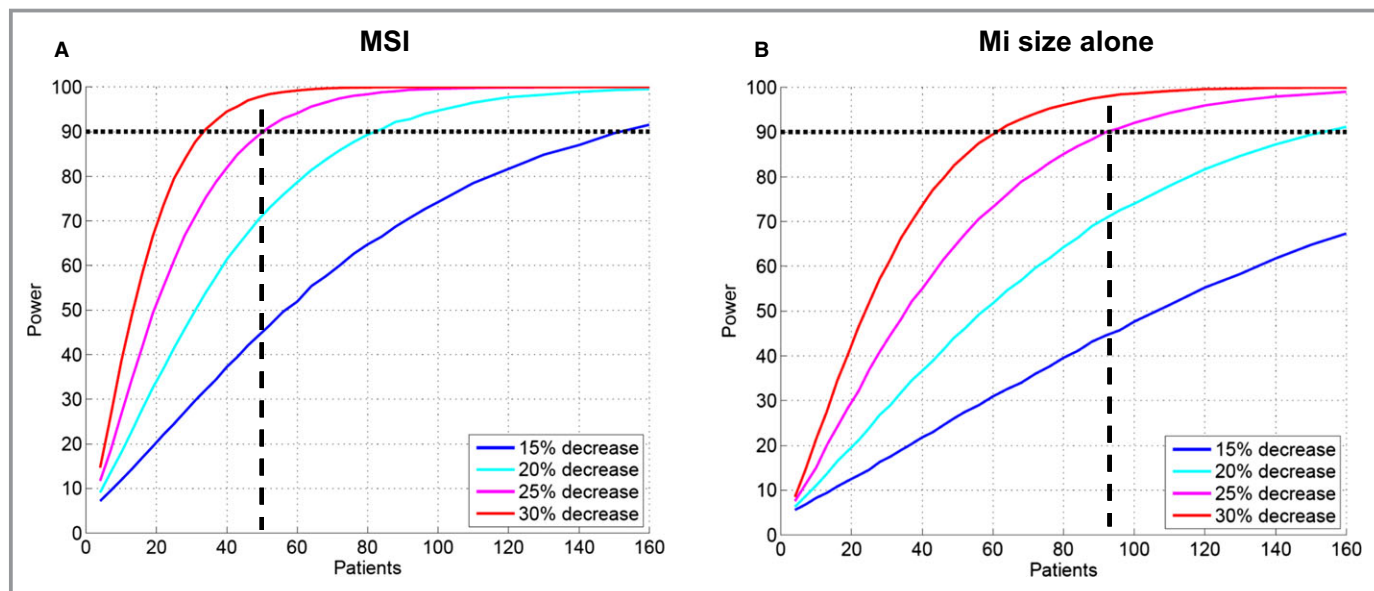 A
MSI
100
90
80
70
60
50
40
30
20
10
0
Power
0 20 40 60 80 100 120 140 160
Patients
15% decrease
20% decrease
25% decrease
30% decrease
B
Mi size alone
100
90
80
70
60
50
40
30
20
10
0
Power
0 20 40 60 80 100 120 140 160
Patients
15% decrease
20% decrease
25% decrease
30% decrease